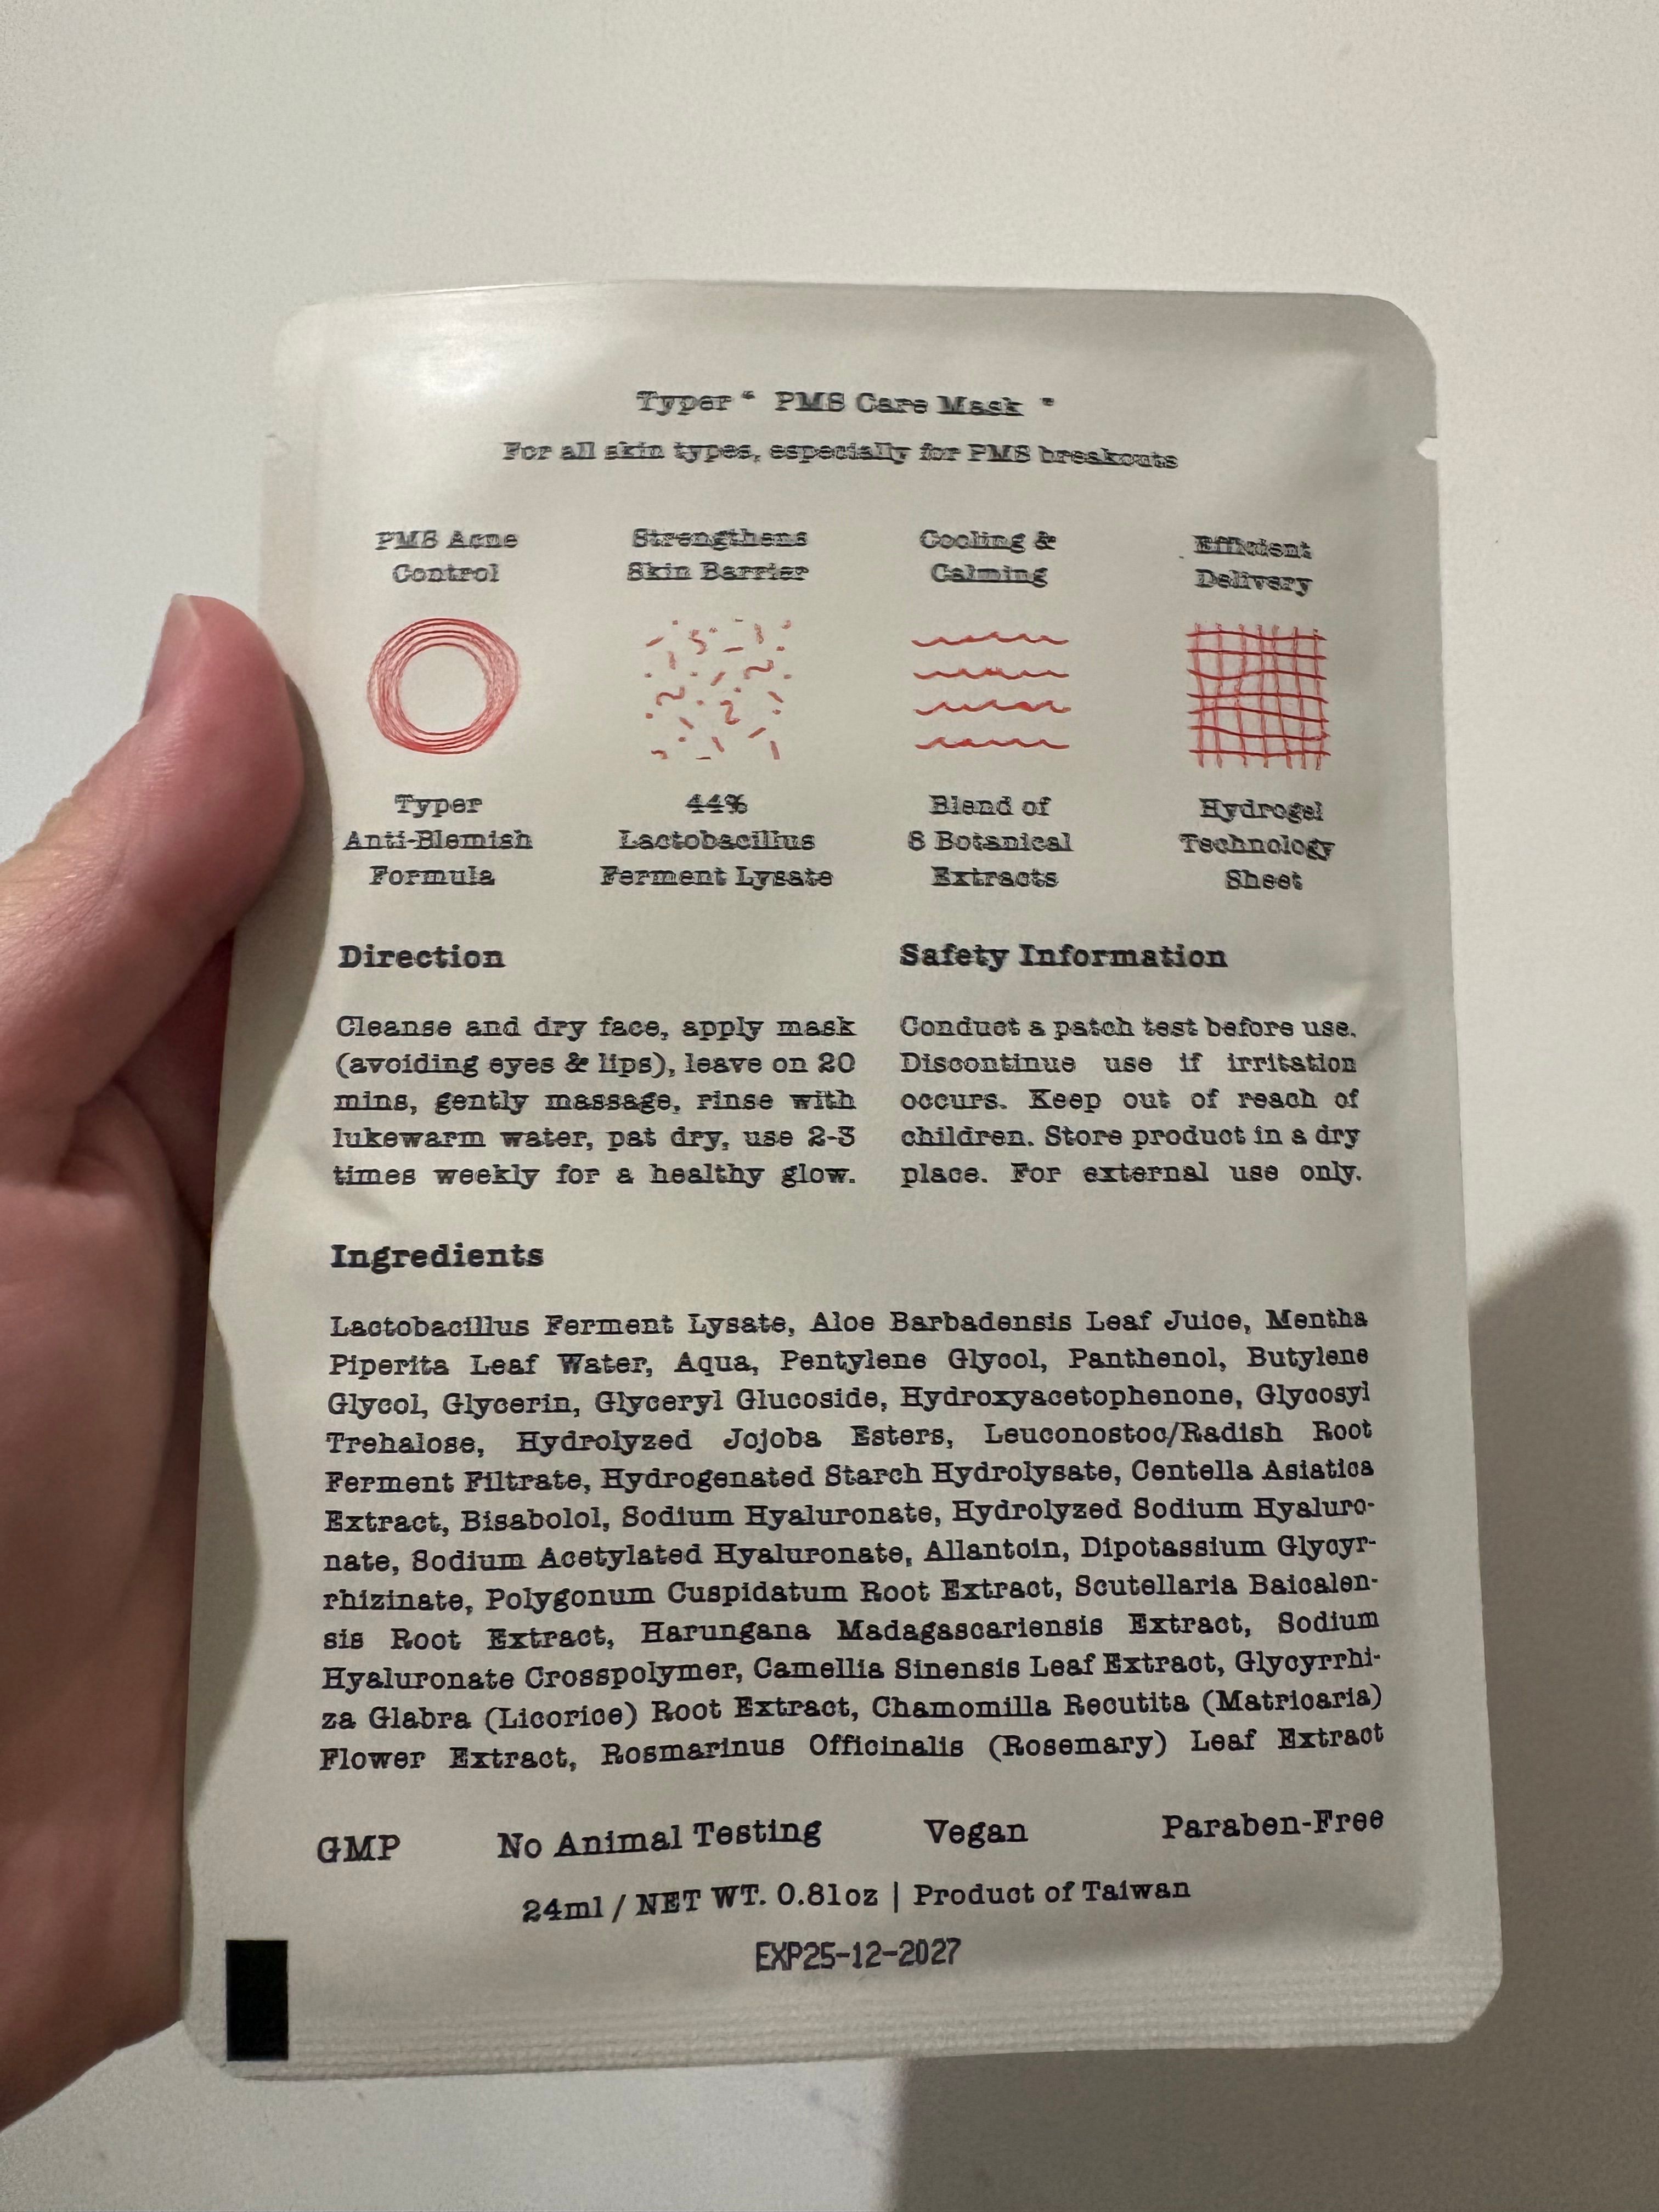 Typer “ PMS Care Mask ”
For all skin types, especially for PMS breakouts
PMS Acne
Control
Strengthens
Skin Barrier
Cooling &
Calming
Efficient
Delivery
Typer
Anti-Blemish
Formula
44%
Lactobacillus
Ferment Lysate
Blend of
8 Botanical
Extracts
Hydrogel
Technology
Sheet
Direction
Cleanse and dry face, apply mask
(avoiding eyes & lips), leave on 20
mins, gently massage, rinse with
lukewarm water, pat dry, use 2-3
times weekly for a healthy glow.
Safety Information
Conduct a patch test before use.
Discontinue use if irritation
occurs. Keep out of reach of
children. Store product in a dry
place. For external use only.
Ingredients
Lactobacillus Ferment Lysate, Aloe Barbadensis Leaf Juice, Mentha
Piperita Leaf Water, Aqua, Pentylene Glycol, Panthenol, Butylene
Glycol, Glycerin, Glyceryl Glucoside, Hydroxyacetophenone, Glycosyl
Trehalose, Hydrolyzed Jojoba Esters, Leuconostoc/Radish Root
Ferment Filtrate, Hydrogenated Starch Hydrolysate, Centella Asiatica
Extract, Bisabolol, Sodium Hyaluronate, Hydrolyzed Sodium Hyaluro-
nate, Sodium Acetylated Hyaluronate, Allantoin, Dipotassium Glycyr-
rhizinate, Polygonum Cuspidatum Root Extract, Scutellaria Baicalen-
sis Root Extract, Harungana Madagascariensis Extract, Sodium
Hyaluronate Crosspolymer, Camellia Sinensis Leaf Extract, Glycyrrhi-
za Glabra (Licorice) Root Extract, Chamomilla Recutita (Matricaria)
Flower Extract, Rosmarinus Officinalis (Rosemary) Leaf Extract
GMP No Animal Testing Vegan Paraben-Free
24ml / NET WT. 0.81oz | Product of Taiwan
EXP25-12-2027